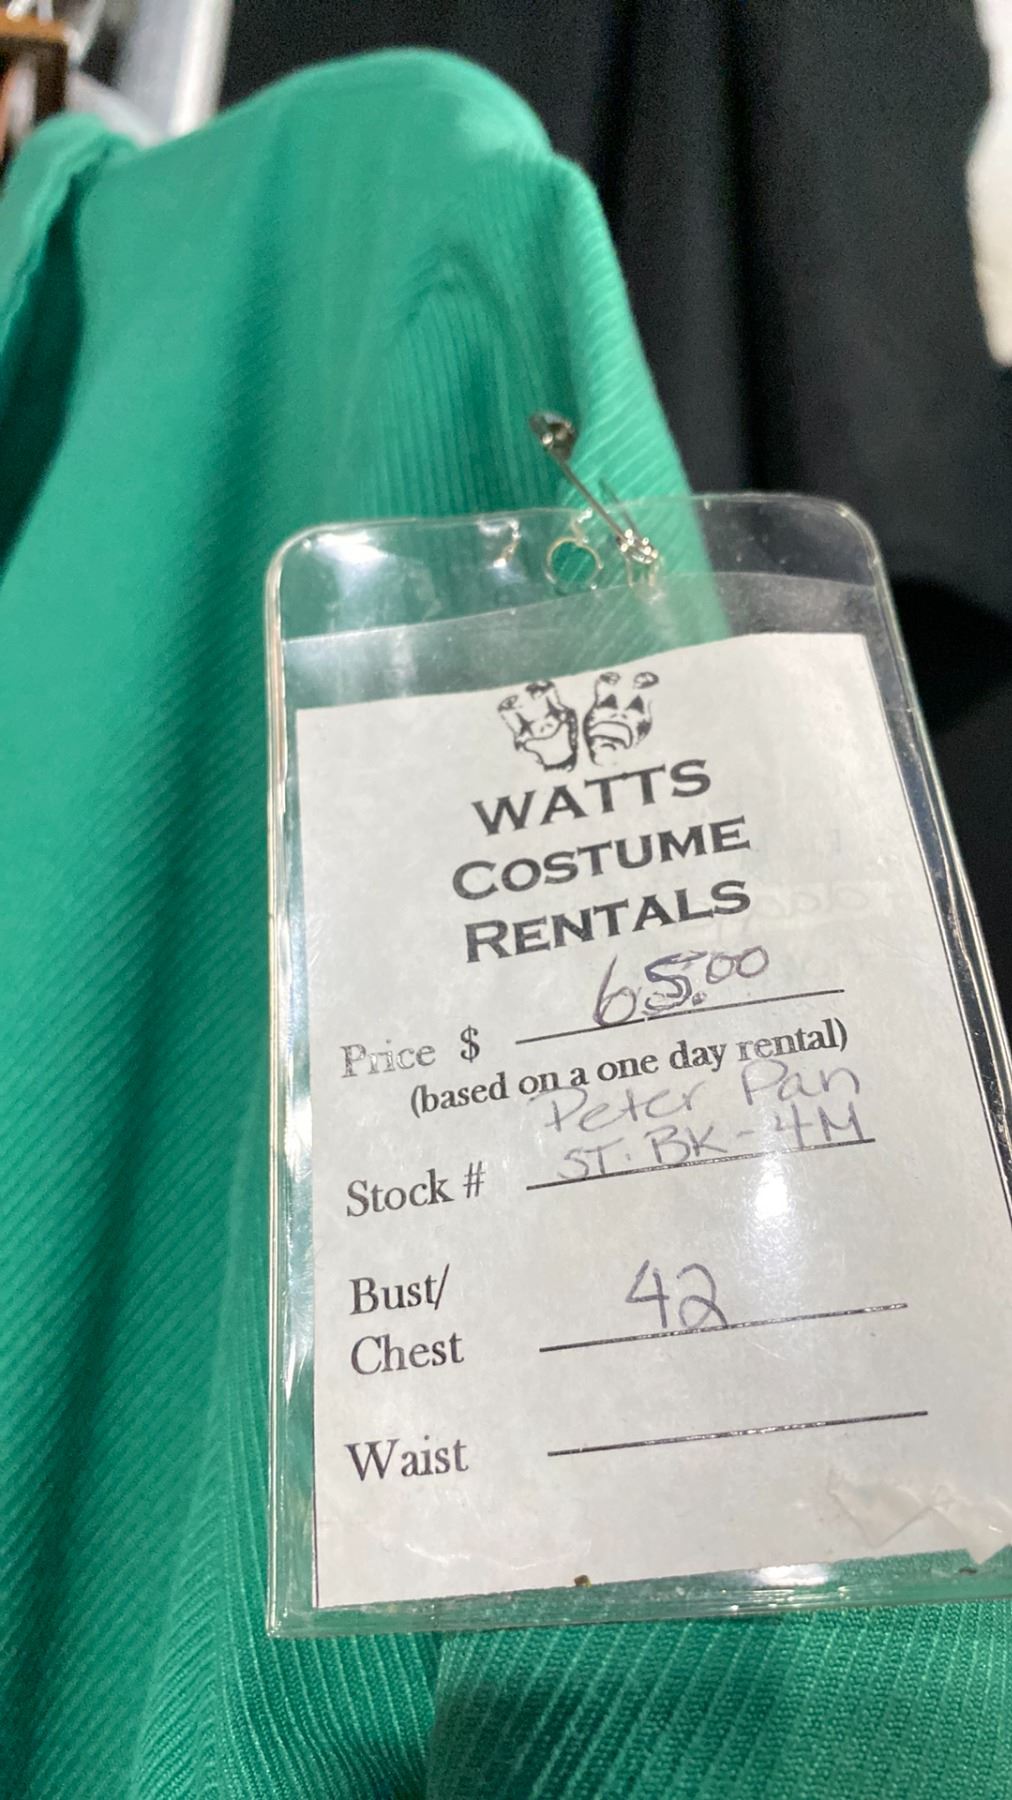 WATTS
COSTUME
RENTALS
Price $ 65.00
(based on a one day rental)
Peter Pan
Stock # ST. BK-4M
Bust/
Chest 42
Waist